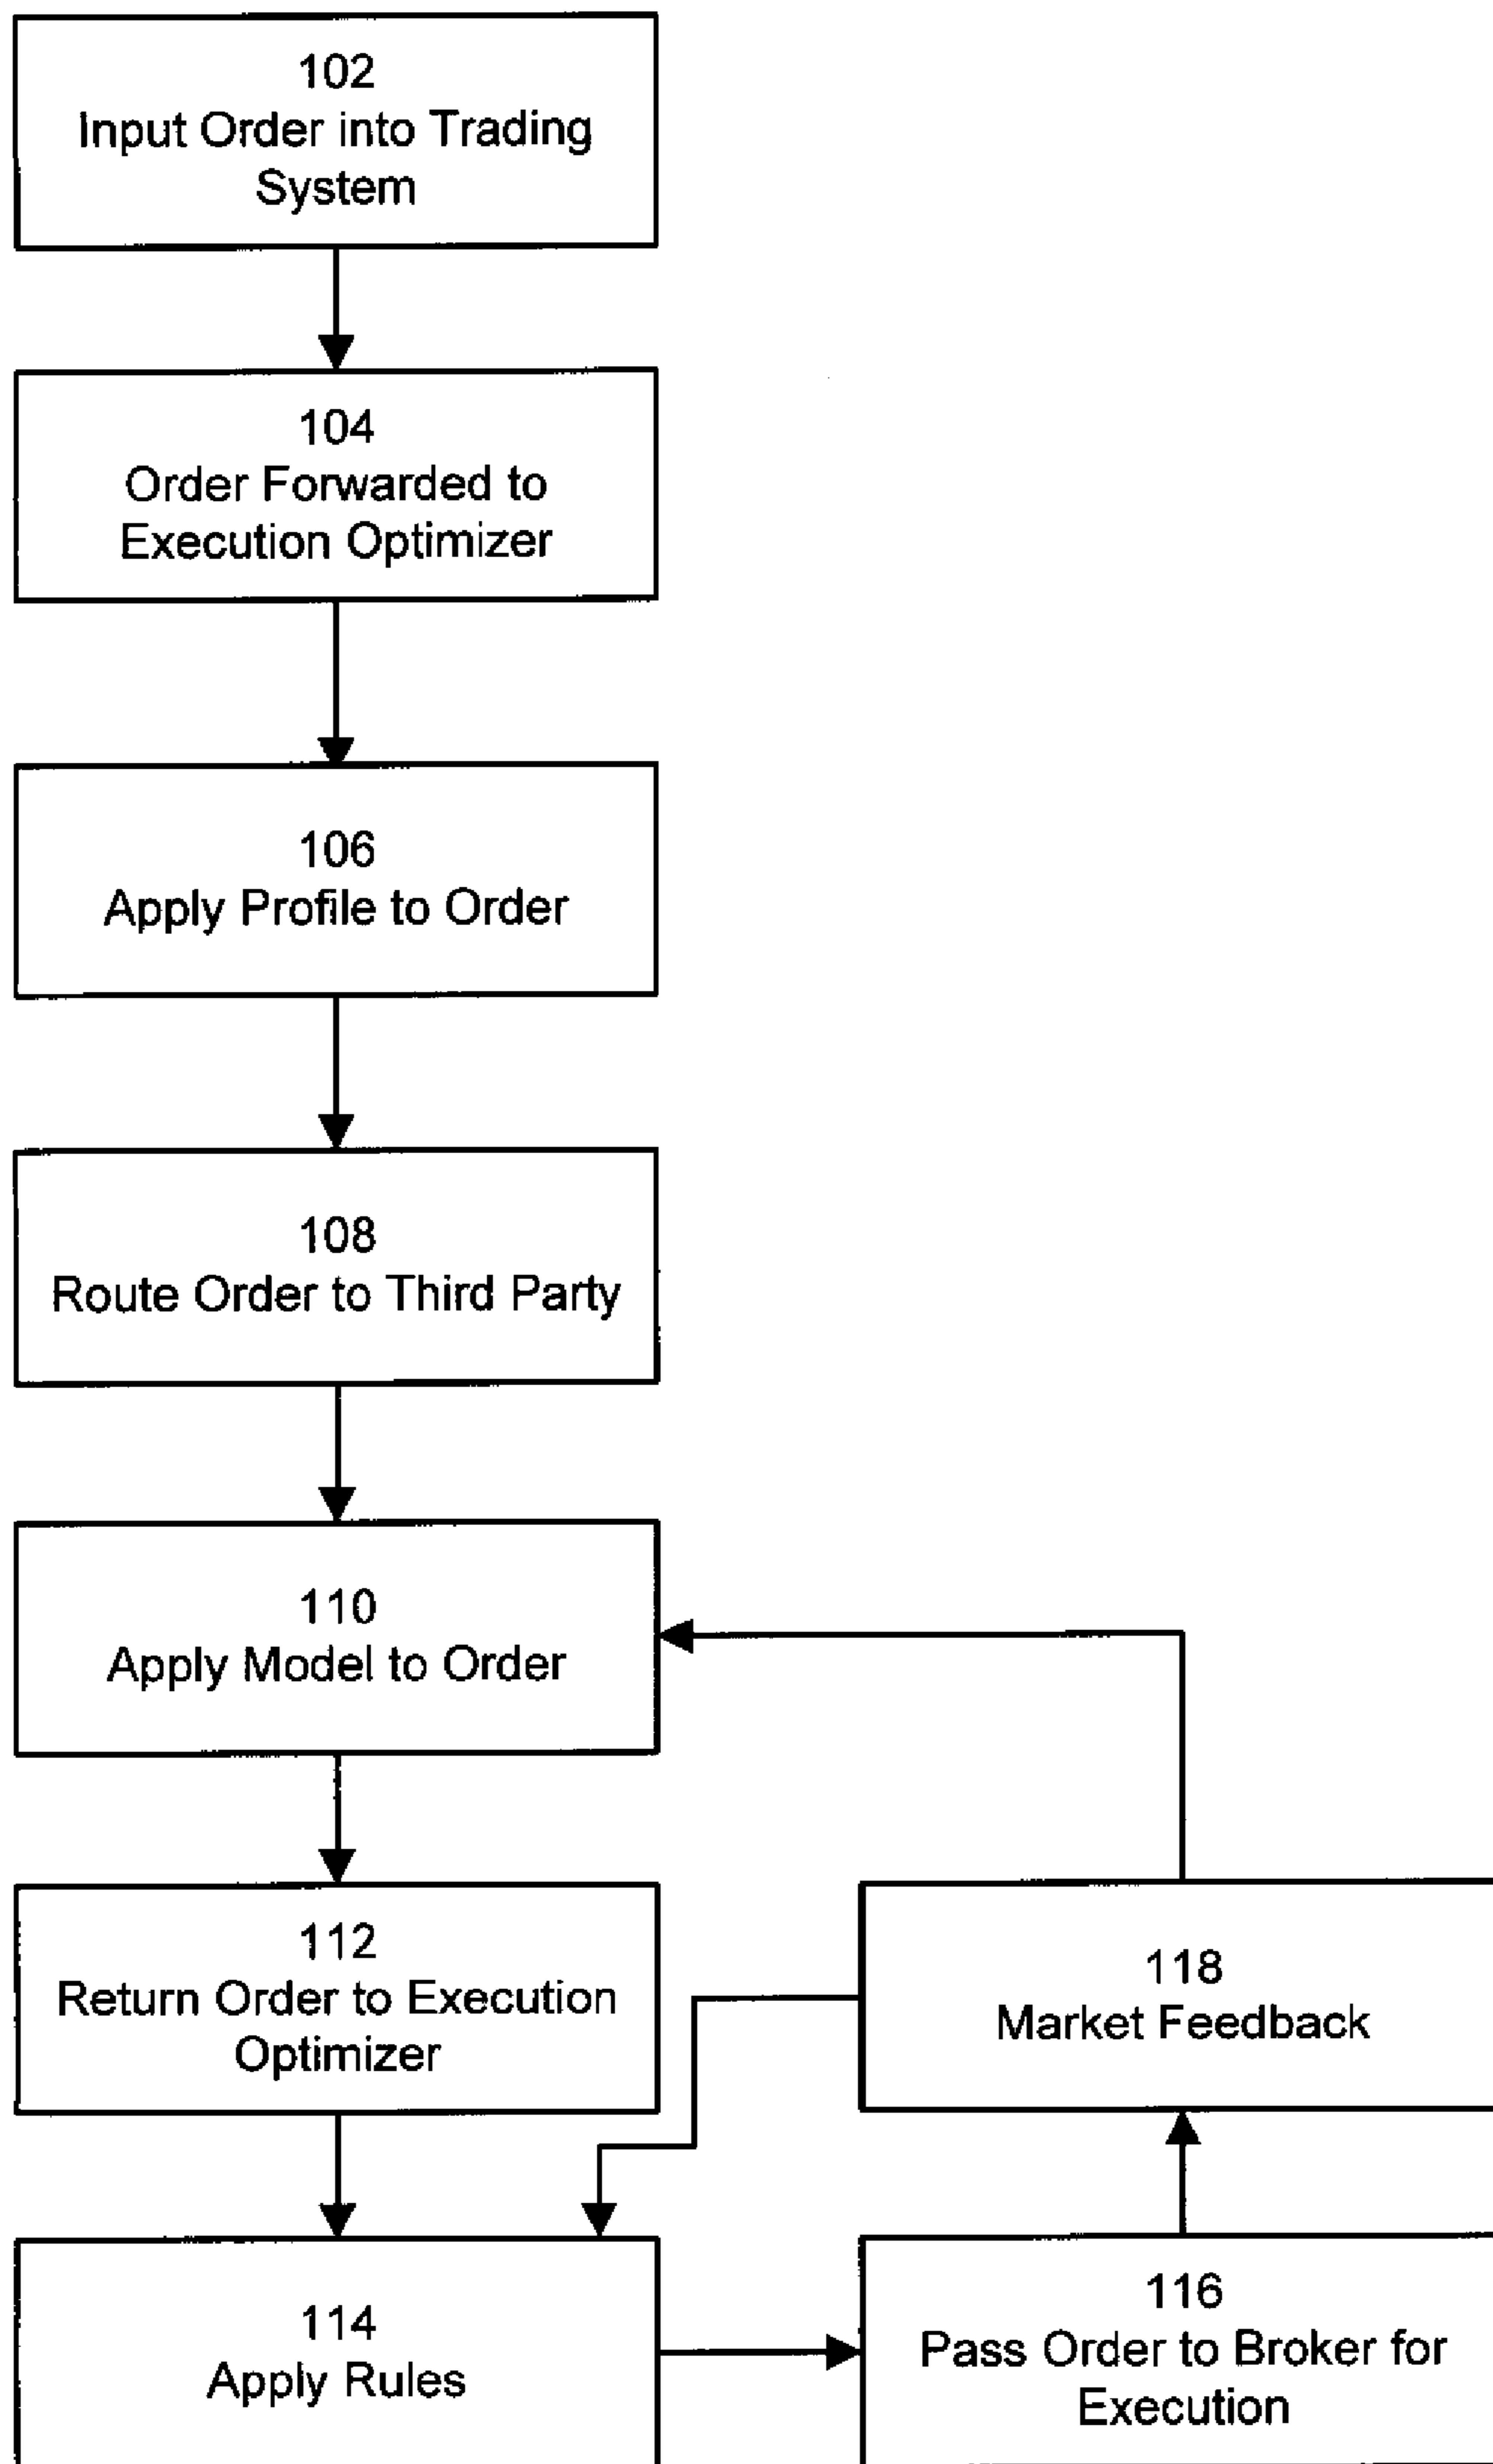 102
Input Order into Trading
System
104
Order Forwarded to
Execution Optimizer
106
Apply Profile to Order
108
Route Order to Third Party
110
Apply Model to Order
112
Return Order to Execution
Optimizer
118
Market Feedback
114
Apply Rules
116
Pass Order to Broker for
Execution